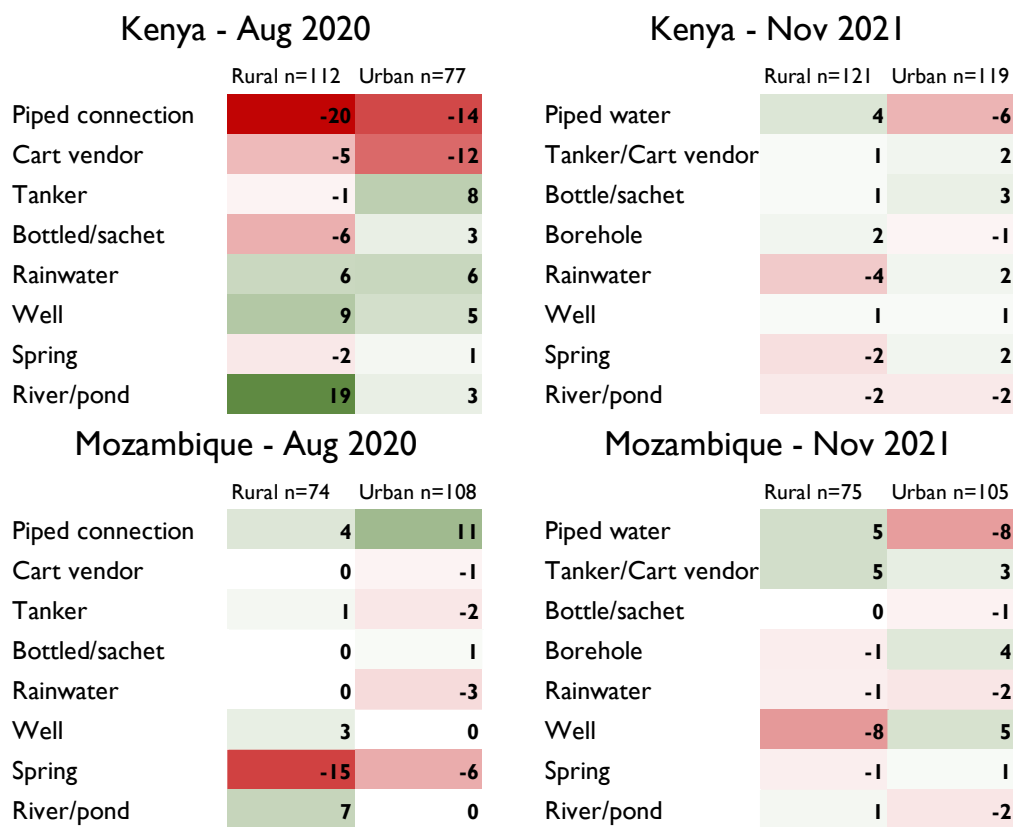 Kenya - Aug 2020
Rural n=112 Urban n=77
Piped connection -20 -14
Cart vendor -5 -12
Tanker -1 8
Bottled/sachet -6 3
Rainwater 6 6
Well 9 5
Spring -2 1
River/pond 19 3
Kenya - Nov 2021
Rural n=121 Urban n=119
Piped water 4 -6
Tanker/Cart vendor 1 2
Bottle/sachet 1 3
Borehole 2 -1
Rainwater -4 2
Well 1 1
Spring -2 2
River/pond -2 -2
Mozambique - Aug 2020
Rural n=74 Urban n=108
Piped connection 4 11
Cart vendor 0 -1
Tanker 1 -2
Bottled/sachet 0 1
Rainwater 0 -3
Well 3 0
Spring -15 -6
River/pond 7 0
Mozambique - Nov 2021
Rural n=75 Urban n=105
Piped water 5 -8
Tanker/Cart vendor 5 3
Bottle/sachet 0 -1
Borehole -1 4
Rainwater -1 -2
Well -8 5
Spring -1 1
River/pond 1 -2